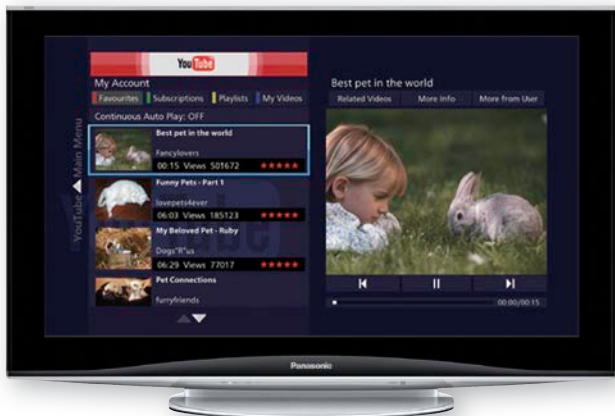 YouTube
My Account
Favourites Subscriptions Playlists My Videos
Continuous Auto Play: OFF
YouTube Main Menu
Best pet in the world
Fancylovers
00:15 Views 501672 ★★★★★
Funny Pets - Part 1
lovepets4ever
06:03 Views 185123 ★★★★★
My Beloved Pet - Ruby
Dogs"R"us
06:29 Views 77017 ★★★★★
Pet Connections
furryfriends
Best pet in the world
Related Videos More Info More from User
00:00/00:15
YouTube
Panasonic